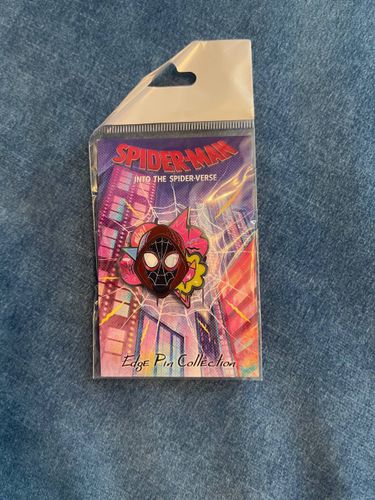 SPIDER-MAN
INTO THE SPIDER-VERSE
Edge Pin Collection